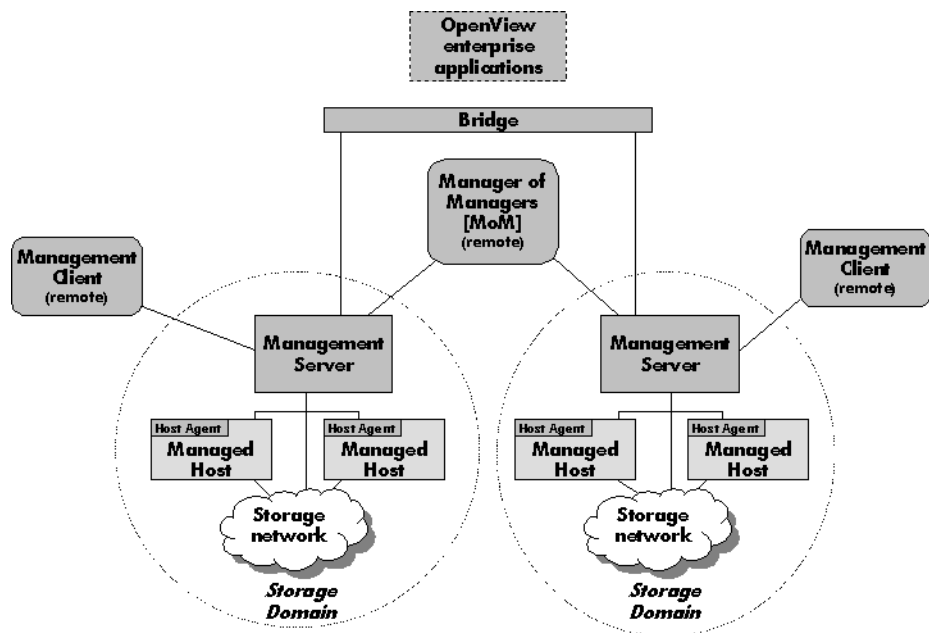 OpenView
enterprise
applications
Bridge
Manager of
Managers
[MoM]
(remote)
Management
Client
(remote)
Management
Client
(remote)
Management
Server
Management
Server
Host Agent
Managed
Host
Host Agent
Managed
Host
Host Agent
Managed
Host
Host Agent
Managed
Host
Storage
network
Storage
network
Storage
Domain
Storage
Domain